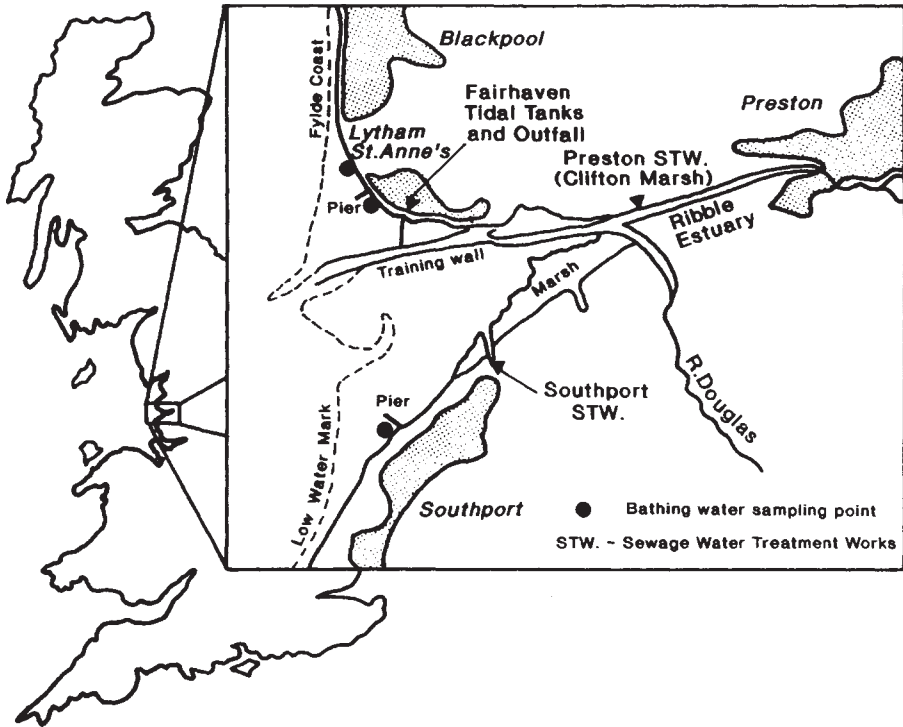 Blackpool
Fylde Coast
Fairhaven
Tidal Tanks
and Outfall
Preston
Lytham
St.Anne's
Preston STW.
(Clifton Marsh)
Pier
Ribble
Estuary
Training wall
Marsh
R.Douglas
Southport
STW.
Pier
Low Water Mark
Southport
Bathing water sampling point
STW. - Sewage Water Treatment Works